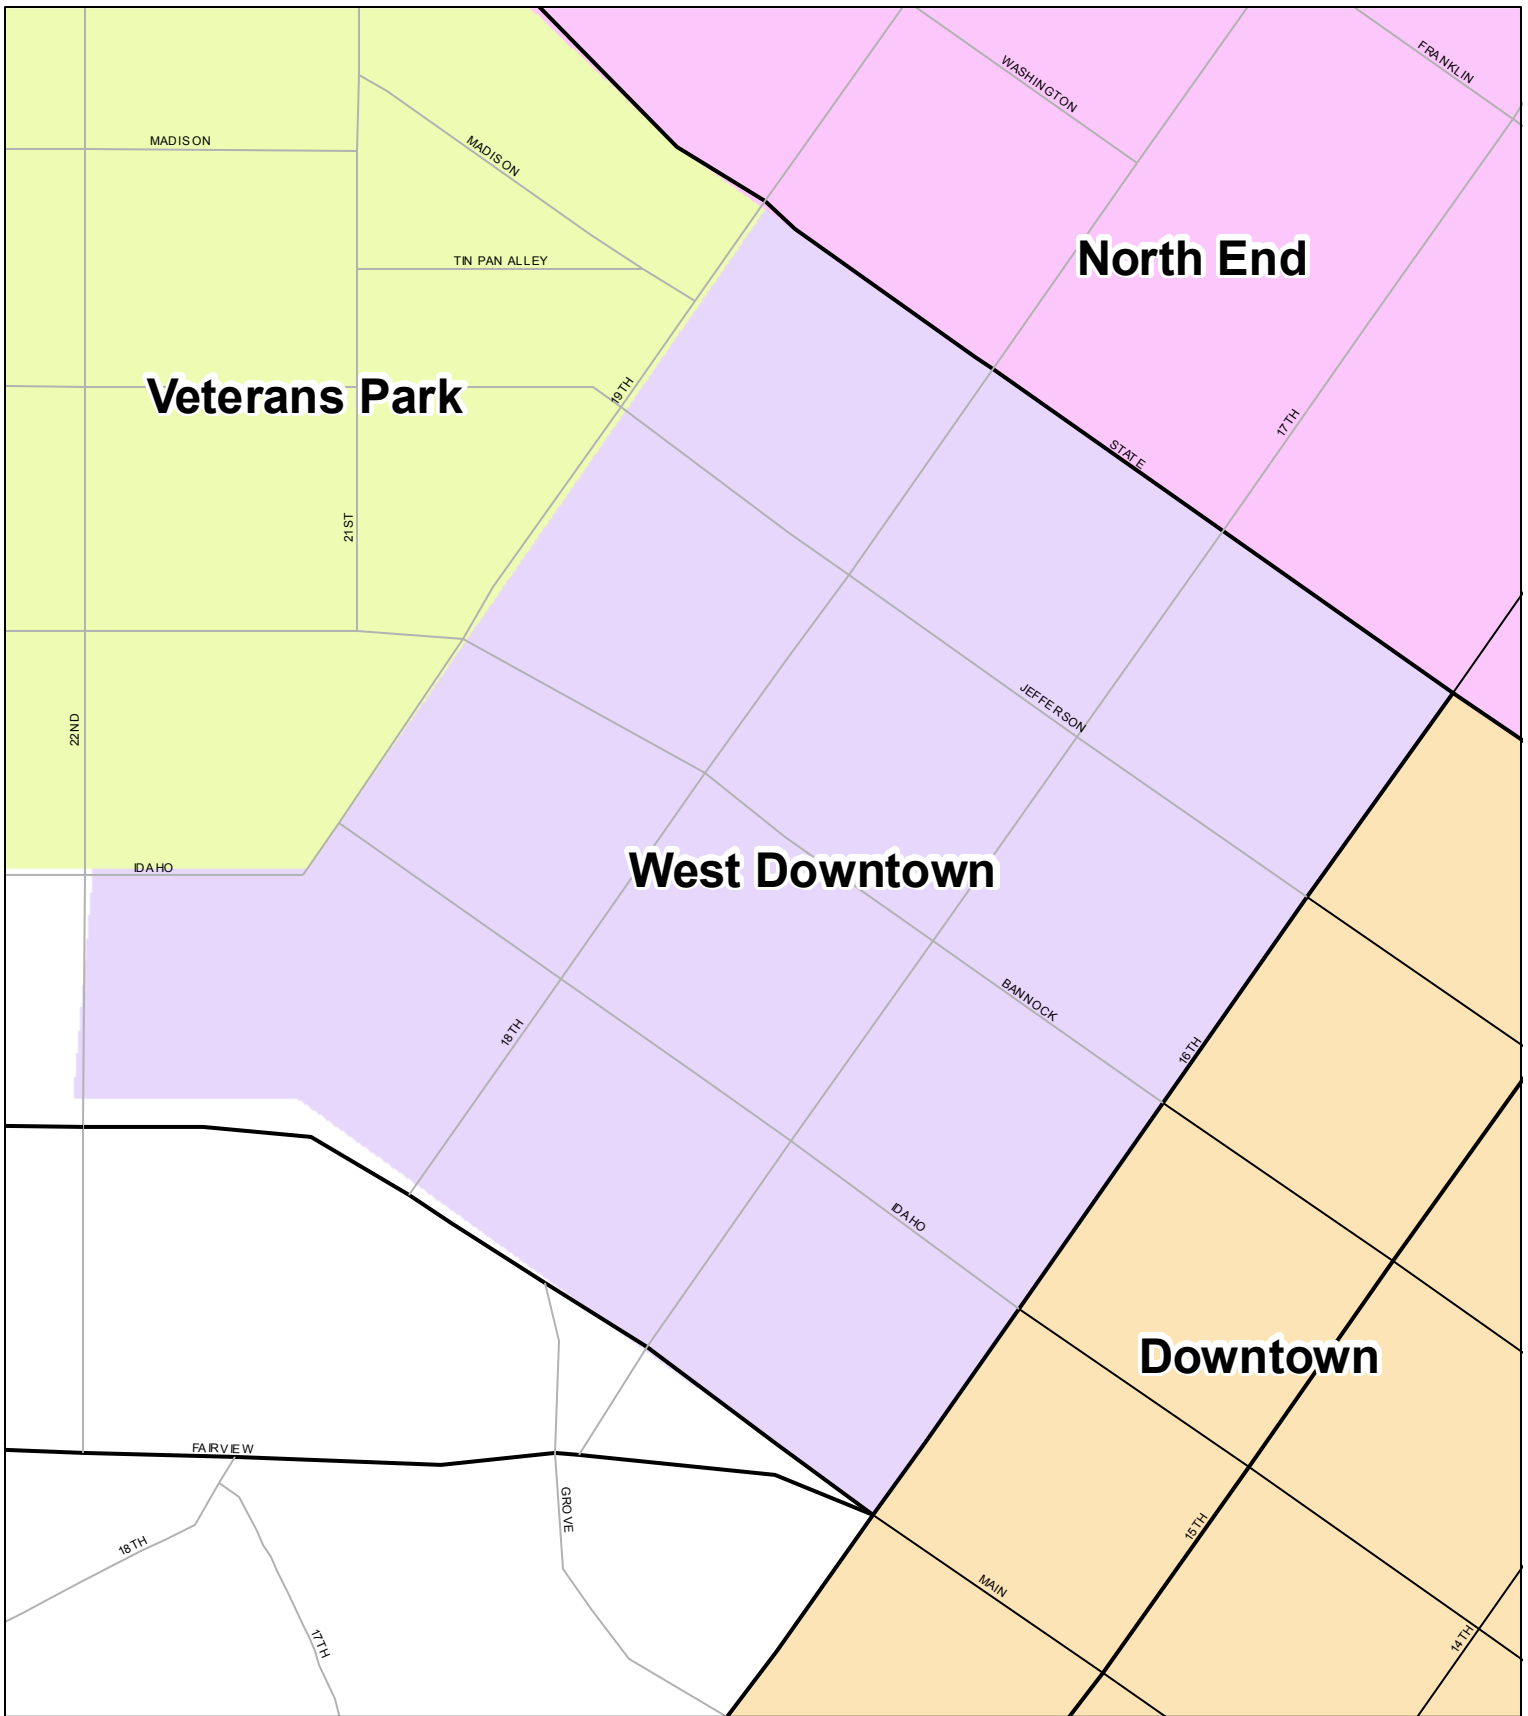 FRANKLIN
WASHINGTON
MADISON
MADISON
North End
TIN PAN ALLEY
19TH
Veterans Park
17TH
STATE
21ST
JEFFERSON
22ND
IDAHO
West Downtown
BANNOCK
18TH
16TH
IDAHO
Downtown
FAIRVIEW
GROVE
15TH
18TH
MAIN
17TH
14TH